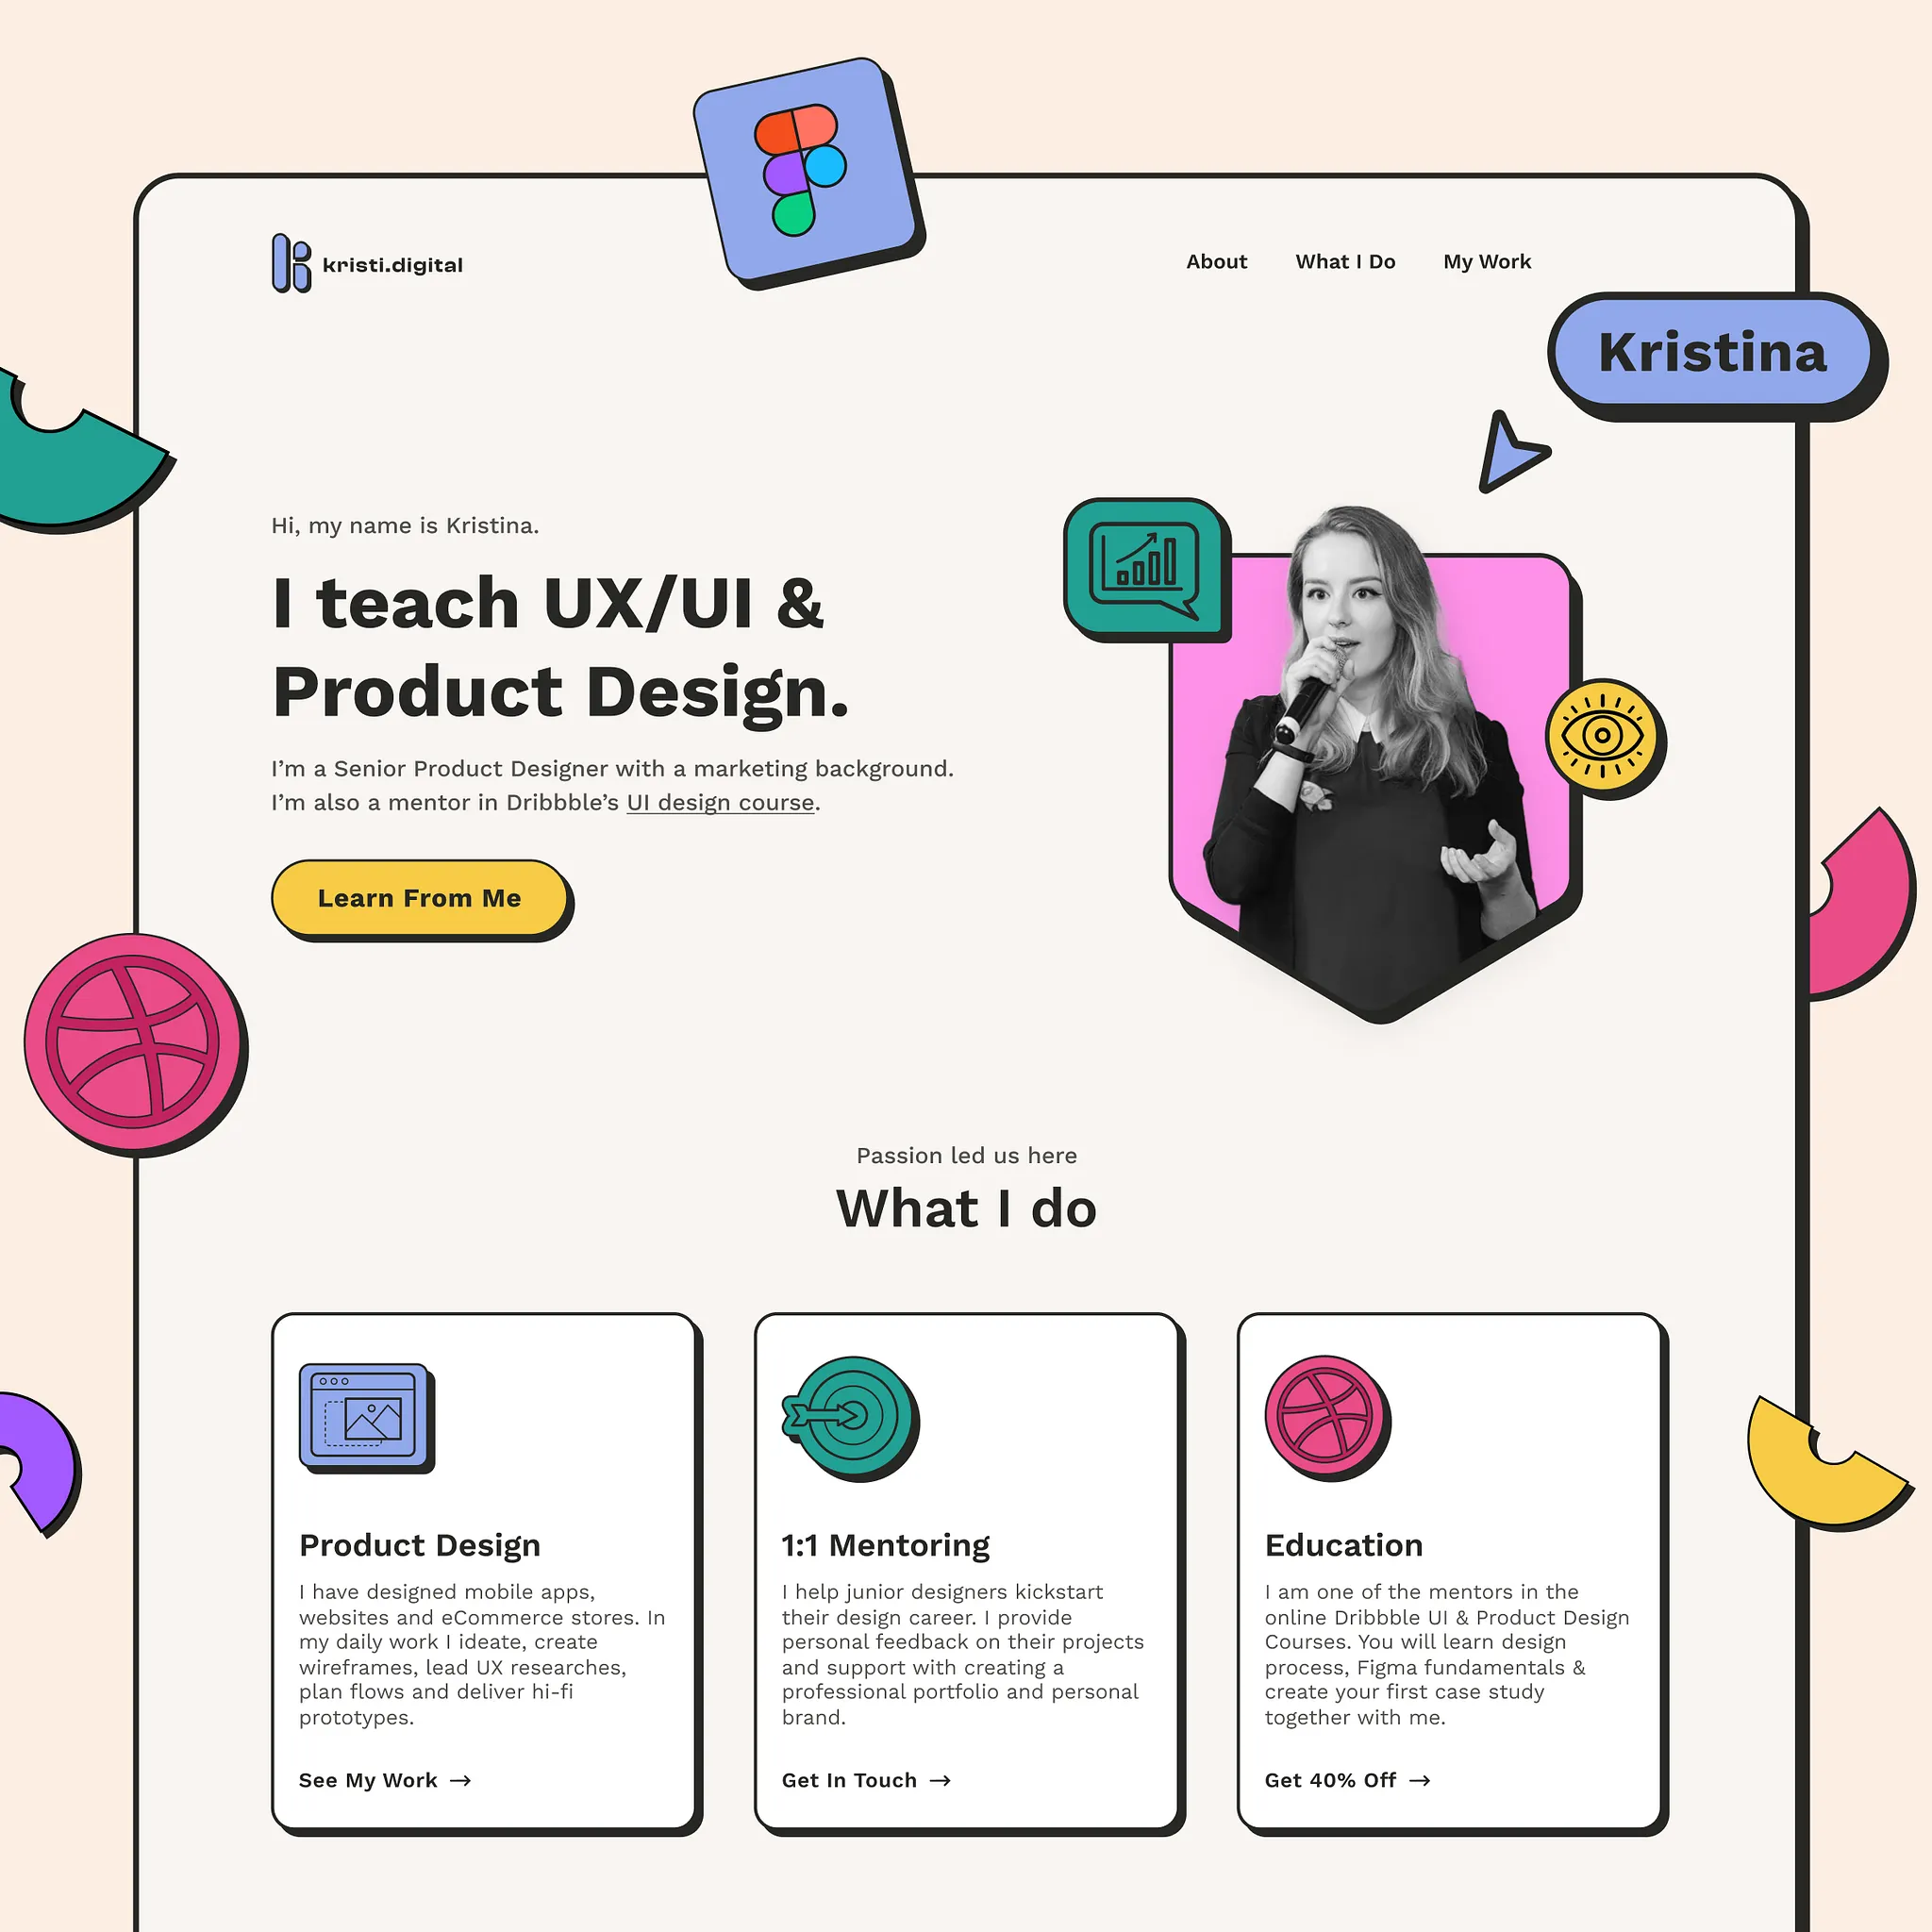 kristi.digital
About
What I Do
My Work
Kristina
Hi, my name is Kristina.
I teach UX/UI &
Product Design.
I’m a Senior Product Designer with a marketing background.
I’m also a mentor in Dribbble’s UI design course.
Learn From Me
Passion led us here
What I do
Product Design
I have designed mobile apps,
websites and eCommerce stores. In
my daily work I ideate, create
wireframes, lead UX researches,
plan flows and deliver hi-fi
prototypes.
See My Work →
1:1 Mentoring
I help junior designers kickstart
their design career. I provide
personal feedback on their projects
and support with creating a
professional portfolio and personal
brand.
Get In Touch →
Education
I am one of the mentors in the
online Dribbble UI & Product Design
Courses. You will learn design
process, Figma fundamentals &
create your first case study
together with me.
Get 40% Off →